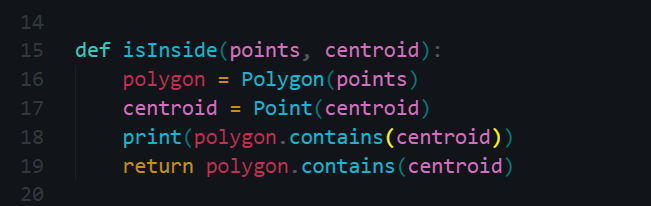 14
15 def isInside(points, centroid):
16     polygon = Polygon(points)
17     centroid = Point(centroid)
18     print(polygon.contains(centroid))
19     return polygon.contains(centroid)
20